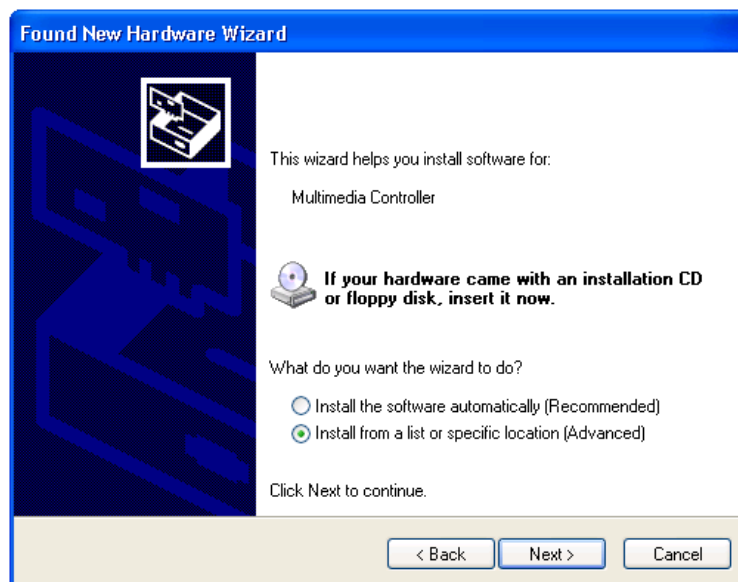 Found New Hardware Wizard
This wizard helps you install software for:
Multimedia Controller
If your hardware came with an installation CD
or floppy disk, insert it now.
What do you want the wizard to do?
Install the software automatically (Recommended)
Install from a list or specific location (Advanced)
Click Next to continue.
< Back Next > Cancel